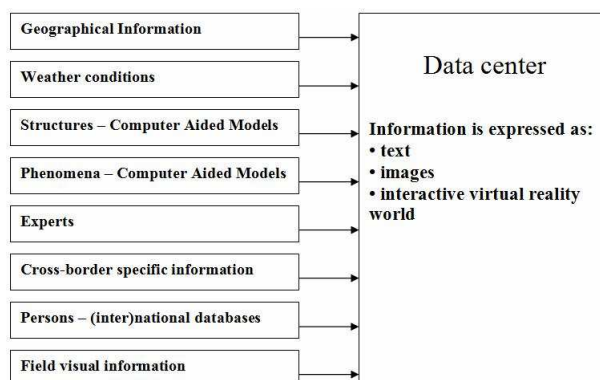 Geographical Information
Weather conditions
Structures – Computer Aided Models
Phenomena – Computer Aided Models
Experts
Cross-border specific information
Persons – (inter)national databases
Field visual information
Data center
Information is expressed as:
• text
• images
• interactive virtual reality
world